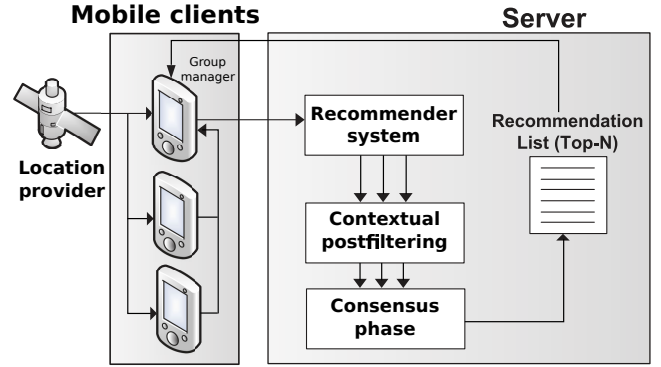 Mobile clients
Server
Group
manager
Location
provider
Recommender
system
Recommendation
List (Top-N)
Contextual
postfiltering
Consensus
phase